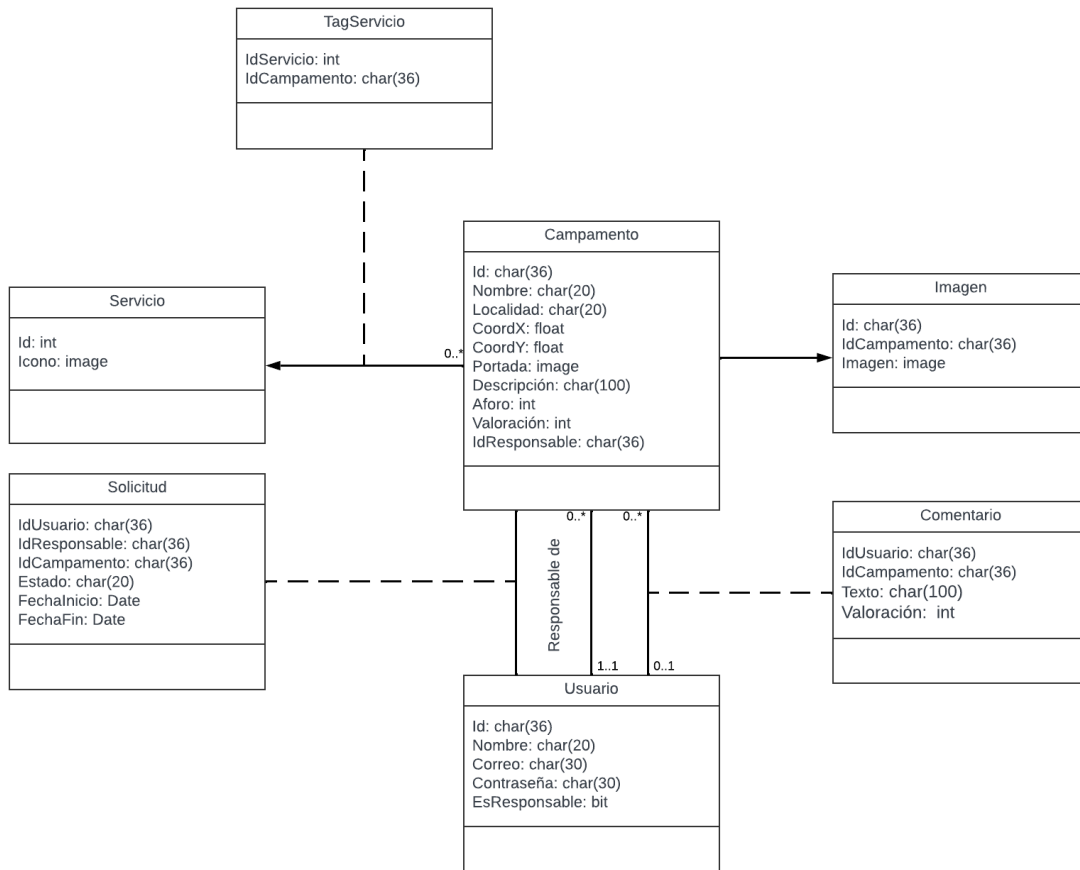 TagServicio
IdServicio: int
IdCampamento: char(36)
Campamento
Id: char(36)
Nombre: char(20)
Localidad: char(20)
CoordX: float
CoordY: float
Portada: image
Descripción: char(100)
Aforo: int
Valoración: int
IdResponsable: char(36)
Servicio
Id: int
Icono: image
0..*
Imagen
Id: char(36)
IdCampamento: char(36)
Imagen: image
Solicitud
IdUsuario: char(36)
IdResponsable: char(36)
IdCampamento: char(36)
Estado: char(20)
FechaInicio: Date
FechaFin: Date
0..*
0..*
Responsable de
1..1
0..1
Comentario
IdUsuario: char(36)
IdCampamento: char(36)
Texto: char(100)
Valoración: int
Usuario
Id: char(36)
Nombre: char(20)
Correo: char(30)
Contraseña: char(30)
EsResponsable: bit